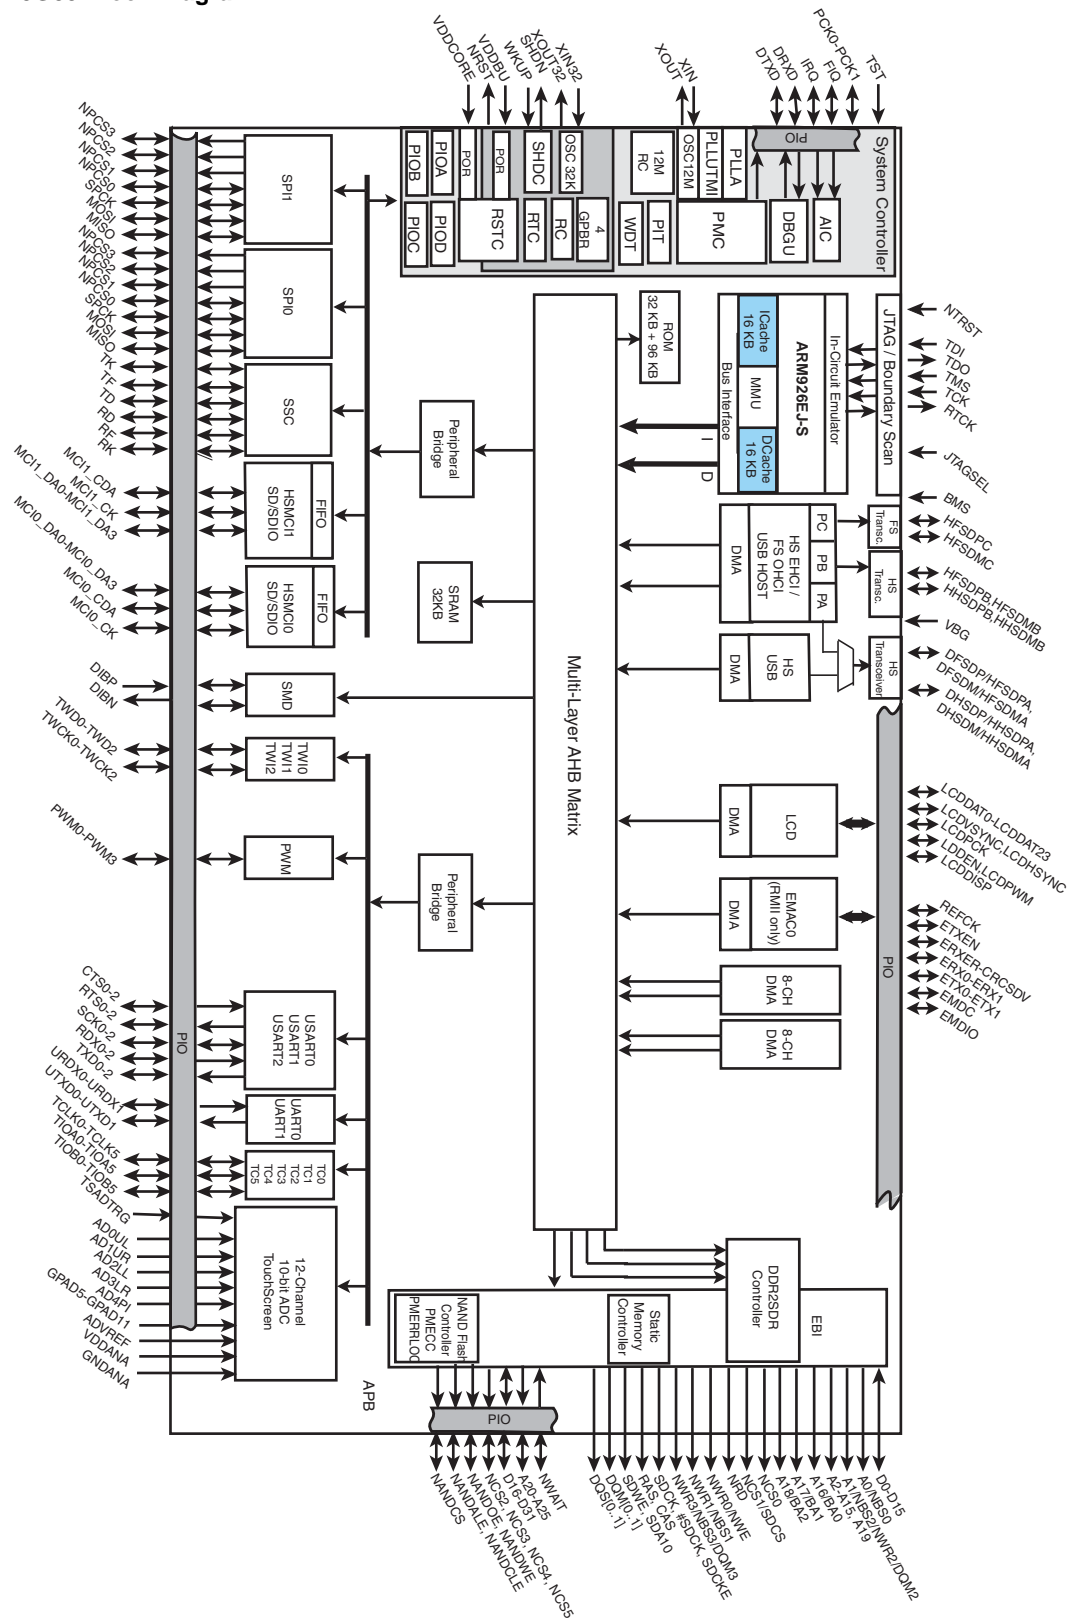 System Controller
TST
PCK0-PCK1
FIQ
IRQ
DRXD
DTXD
XIN
XOUT
XIN32
XOUT32
SHDN
WKUP
VDDBU
NRST
VDDCORE
PIO
AIC
DBGU
PLLA
PLLUTMI
OSC12M
PMC
12M
RC
PIT
WDT
OSC 32K
4
GPBR
SHDC
RC
RTC
POR
POR
RSTC
PIOA
PIOB
PIOD
PIOC
NTRST
TDI
TDO
TMS
TCK
RTCK
JTAGSEL
JTAG / Boundary Scan
In-Circuit Emulator
ARM926EJ-S
ICache
16 KB
MMU
DCache
16 KB
Bus Interface
I
D
ROM
32 KB + 96 KB
BMS
HFSDPC
HFSDMC
HFSDPB,HFSDMB
HHSDPB,HHSDMB
VBG
DFSDP/HFSDPA,
DFSDM/HFSDMA
DHSDP/HHSDPA,
DHSDM/HHSDMA
FS
Transc.
HS
Transc.
HS
Transceiver
PC
PB
PA
HS EHCI /
FS OHCI
USB HOST
DMA
HS
USB
DMA
LCDDAT0-LCDDAT23
LCDVSYNC,LCDHSYNC
LCDPCK
LDDEN,LCDPWM
LCDDISP
LCD
DMA
REFCK
ETXEN
ERXER-CRCSDV
ERX0-ERX1
ETX0-ETX1
EMDC
EMDIO
PIO
EMAC0
(RMII only)
DMA
8-CH
DMA
8-CH
DMA
Multi-Layer AHB Matrix
Peripheral
Bridge
SRAM
32KB
Peripheral
Bridge
NPCS3
NPCS2
NPCS1
NPCS0
SPCK
MOSI
MISO
SPI1
NPCS3
NPCS2
NPCS1
NPCS0
SPCK
MOSI
MISO
SPI0
TK
TF
TD
RD
RF
RK
SSC
MCI1_CDA
MCI1_CK
MCI1_DA0-MCI1_DA3
FIFO
HSMCI1
SD/SDIO
MCI0_DA0-MCI0_DA3
MCI0_CDA
MCI0_CK
FIFO
HSMCI0
SD/SDIO
DIBP
DIBN
SMD
TWD0-TWD2
TWCK0-TWCK2
TWI0
TWI1
TWI2
PWM0-PWM3
PWM
CTS0-2
RTS0-2
SCK0-2
RDX0-2
TXD0-2
PIO
USART0
USART1
USART2
URDX0-URDX1
UTXD0-UTXD1
UART0
UART1
TCLK0-TCLK5
TIOA0-TIOA5
TIOB0-TIOB5
TC0
TC1
TC2
TC3
TC4
TC5
TSADTRG
AD0UL
AD1UR
AD2LL
AD3LR
AD4PI
GPAD5-GPAD11
ADVREF
VDDANA
GNDANA
12-Channel
10-bit ADC
TouchScreen
APB
EBI
DDR2SDR
Controller
Static
Memory
Controller
NAND Flash
Controller
PMECC
PMERRLOC
PIO
D0-D15
A0/NBS0
A1/NBS2/NWR2/DQM2
A2-A15, A19
A16/BA0
A17/BA1
A18/BA2
NCS0
NCS1/SDCS
NRD
NWR0/NWE
NWR1/NBS1
NWR3/NBS3/DQM3
SDCK, #SDCK, SDCKE
RAS, CAS
SDWE, SDA10
DQM[0..1]
DQS[0..1]
NWAIT
A20-A25
D16-D31
NCS2, NCS3, NCS4, NCS5
NANDOE, NANDWE
NANDALE, NANDCLE
NANDCS